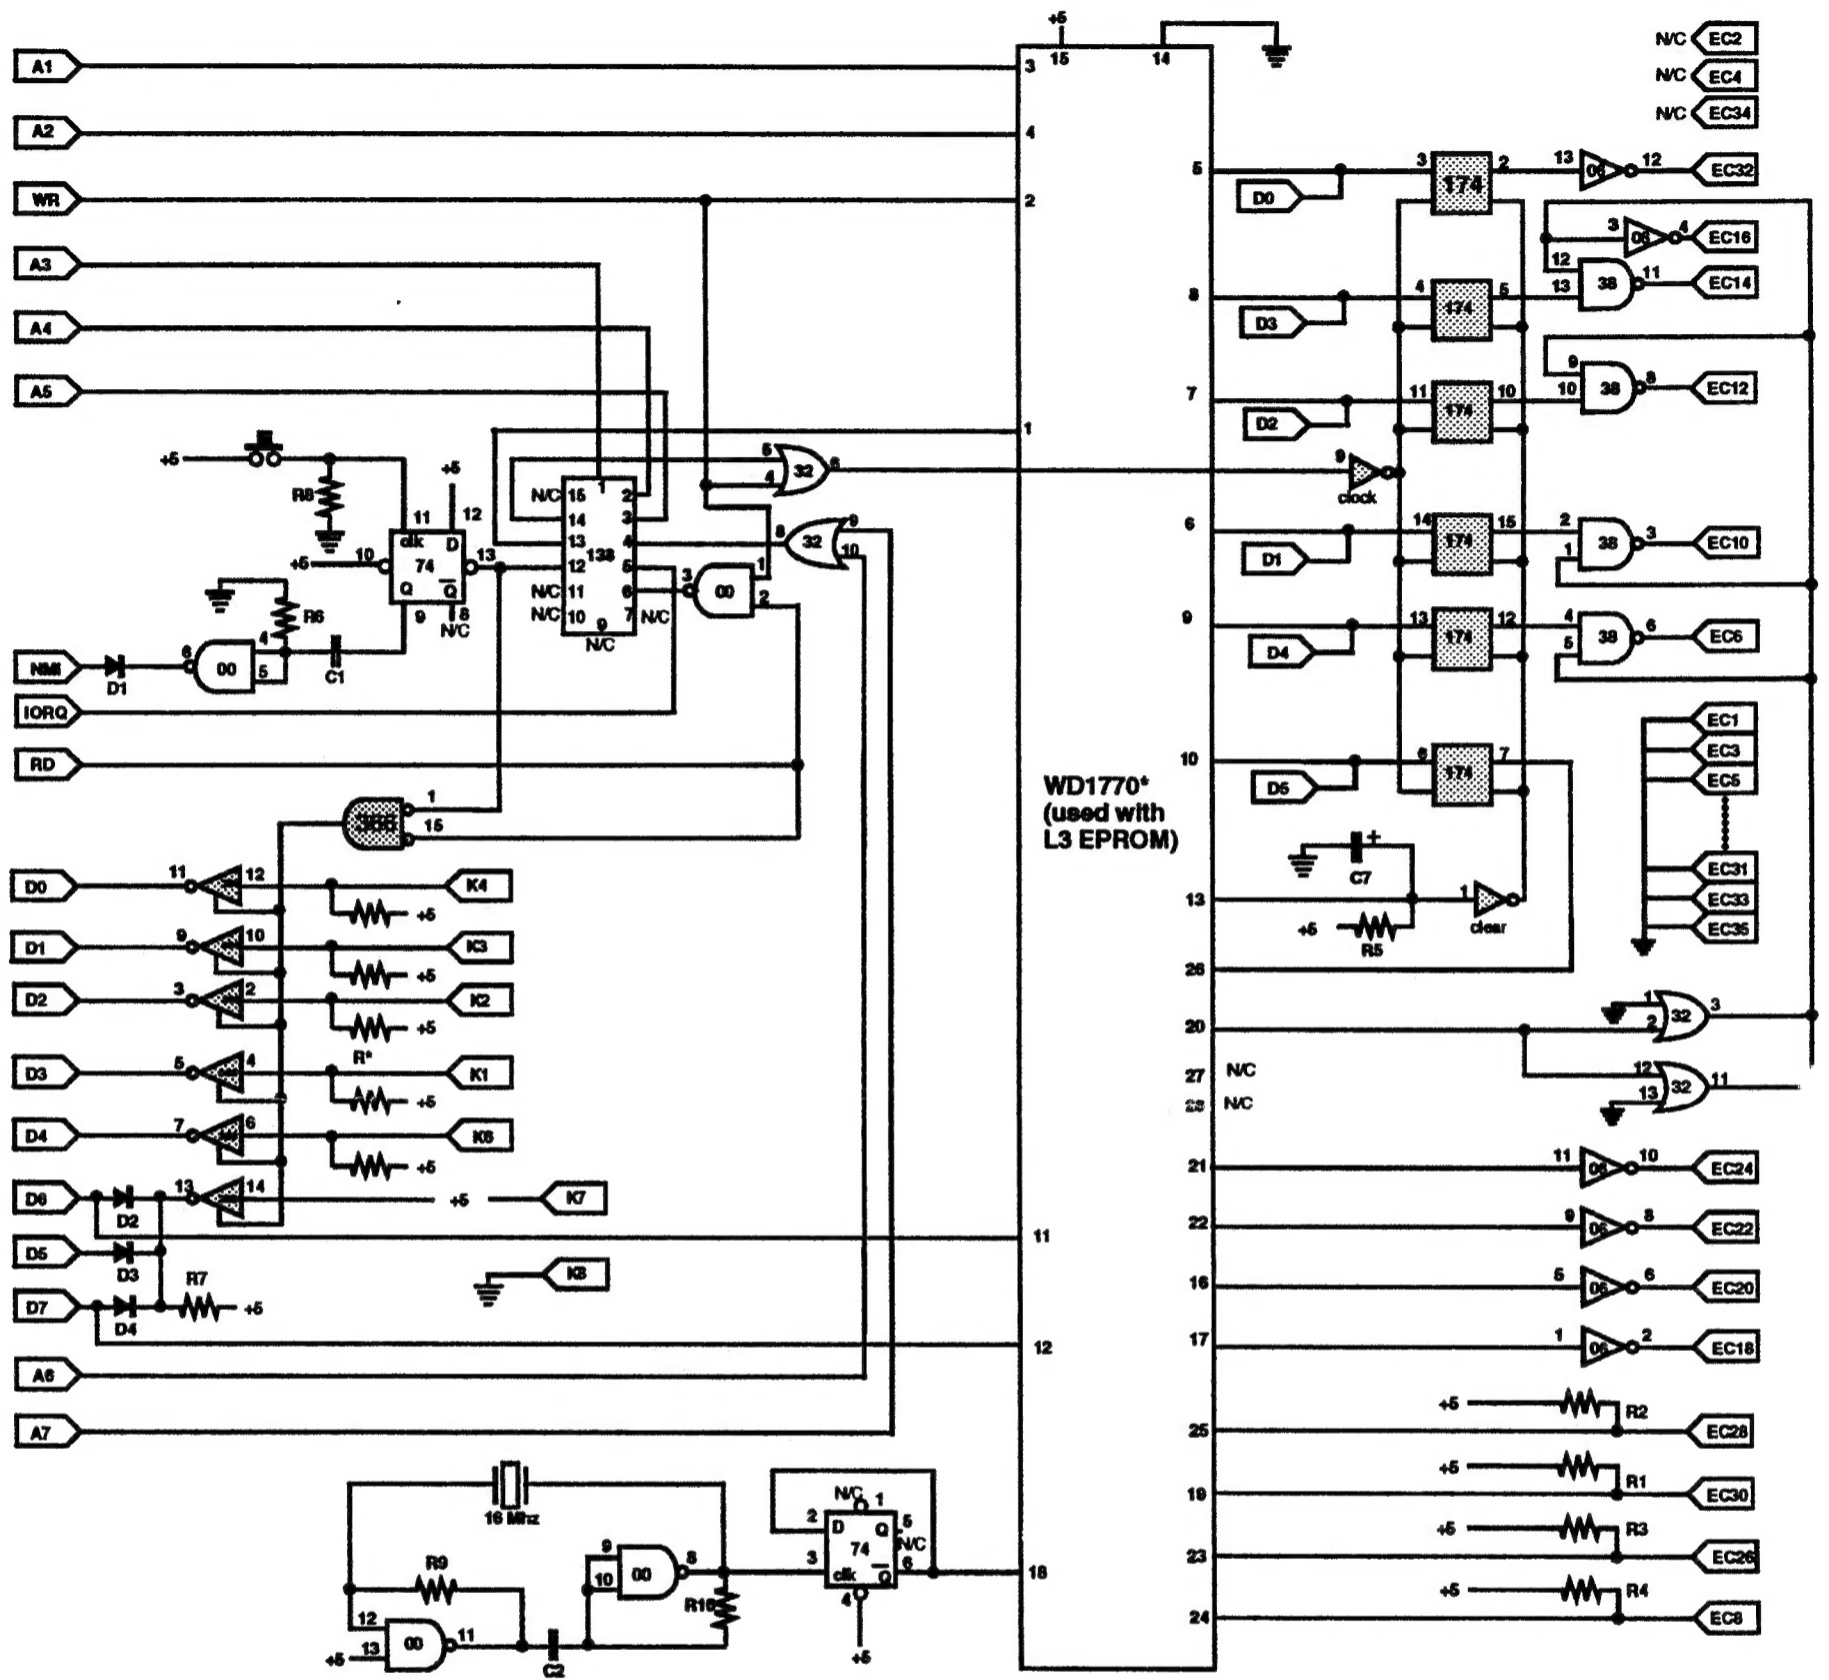 +5
15
14
N/C EC2
N/C EC4
N/C EC34
A1
3
A2
4
WR
2
5
D0
3
174
2
13
06
12
EC32
3
06
4
EC16
A3
8
D3
4
174
5
12
13
38
11
EC14
A4
A5
7
D2
11
174
10
9
10
38
8
EC12
1
+5
R8
+5
11
12
clk
D
10
+5
74
13
Q
Q
9
8
N/C
N/C
15
1
2
14
3
13
138
4
12
5
N/C
11
6
N/C
10
7
N/C
9
N/C
5
4
32
6
9
clock
8
32
9
10
3
00
1
2
6
D1
14
174
15
2
1
38
3
EC10
R6
4
5
6
00
C1
NMI
D1
9
D4
13
174
12
4
5
38
6
EC6
IORQ
RD
10
D5
6
174
7
EC1
EC3
EC5
EC31
EC33
EC35
WD1770*
(used with
L3 EPROM)
366
1
15
C7
+
13
1
clear
+5
R5
26
D0
11
12
K4
+5
D1
9
10
K3
+5
D2
3
2
K2
+5
R*
D3
5
4
K1
+5
D4
7
6
K6
+5
D6
D2
13
14
+5
K7
D5
D3
R7
+5
K8
D7
D4
11
12
20
1
2
32
3
27
N/C
12
13
32
11
28
N/C
21
11
06
10
EC24
22
9
06
8
EC22
16
5
06
6
EC20
17
1
06
2
EC18
A6
A7
+5
R2
25
EC28
+5
R1
19
EC30
+5
R3
23
EC26
+5
R4
24
EC8
16 Mhz
R9
12
+5
13
00
11
C2
9
10
00
8
R10
N/C
1
2
D
Q
5
N/C
74
3
clk
Q
6
4
+5
18